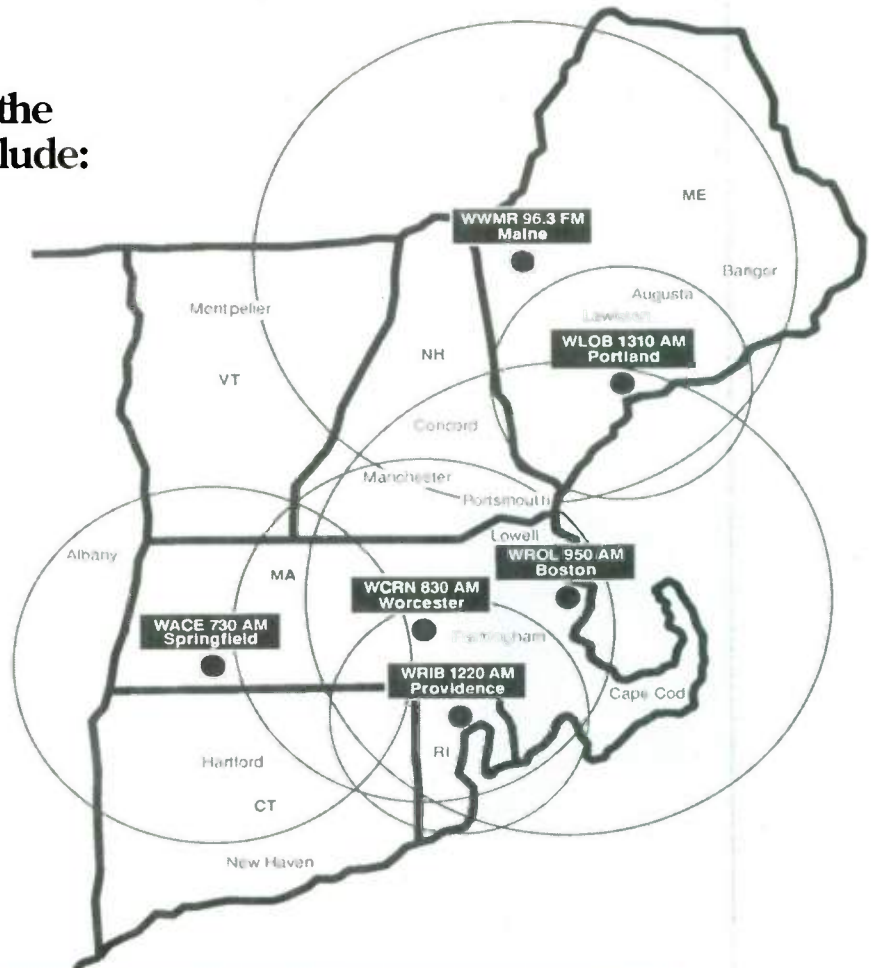 the
lude:
ME
WWMR 96.3 FM
Maine
Bangor
Augusta
Montpelier
Lewiston
WLOB 1310 AM
Portland
NH
VT
Concord
Manchester
Portsmouth
Lowell
Albany
WROL 950 AM
Boston
MA
WCRN 830 AM
Worcester
WACE 730 AM
Springfield
Framingham
WRIB 1220 AM
Providence
Cape Cod
RI
Hartford
CT
New Haven